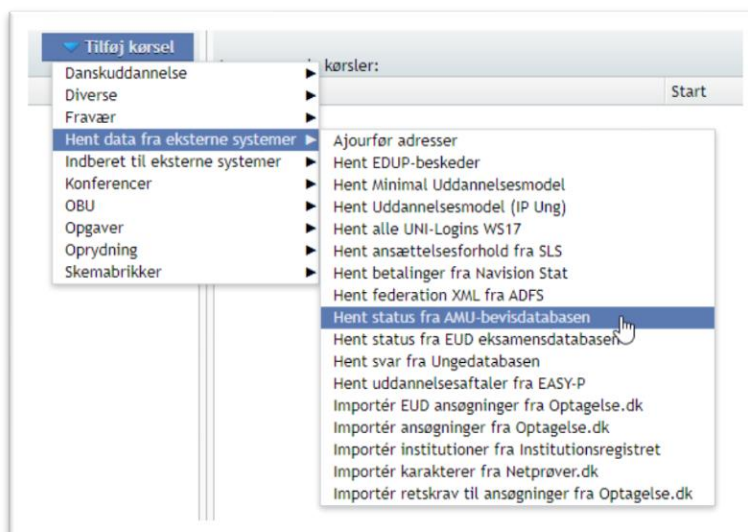 Tilføj kørsel
kørsler:
Start
Danskuddannelse
Diverse
Fravær
Hent data fra eksterne systemer
Indberet til eksterne systemer
Konferencer
OBU
Opgaver
Oprydning
Skemabrikker
Ajourfør adresser
Hent EDUP-beskeder
Hent Minimal Uddannelsesmodel
Hent Uddannelsesmodel (IP Ung)
Hent alle UNI-Logins WS17
Hent ansættelsesforhold fra SLS
Hent betalinger fra Navision Stat
Hent federation XML fra ADFS
Hent status fra AMU-bevisdatabasen
Hent status fra EUD eksamensdatabasen
Hent svar fra Ungedatabasen
Hent uddannelsesaftaler fra EASY-P
Importér EUD ansøgninger fra Optagelse.dk
Importér ansøgninger fra Optagelse.dk
Importér institutioner fra Institutionsregistret
Importér karakterer fra Netprøver.dk
Importér retskrav til ansøgninger fra Optagelse.dk